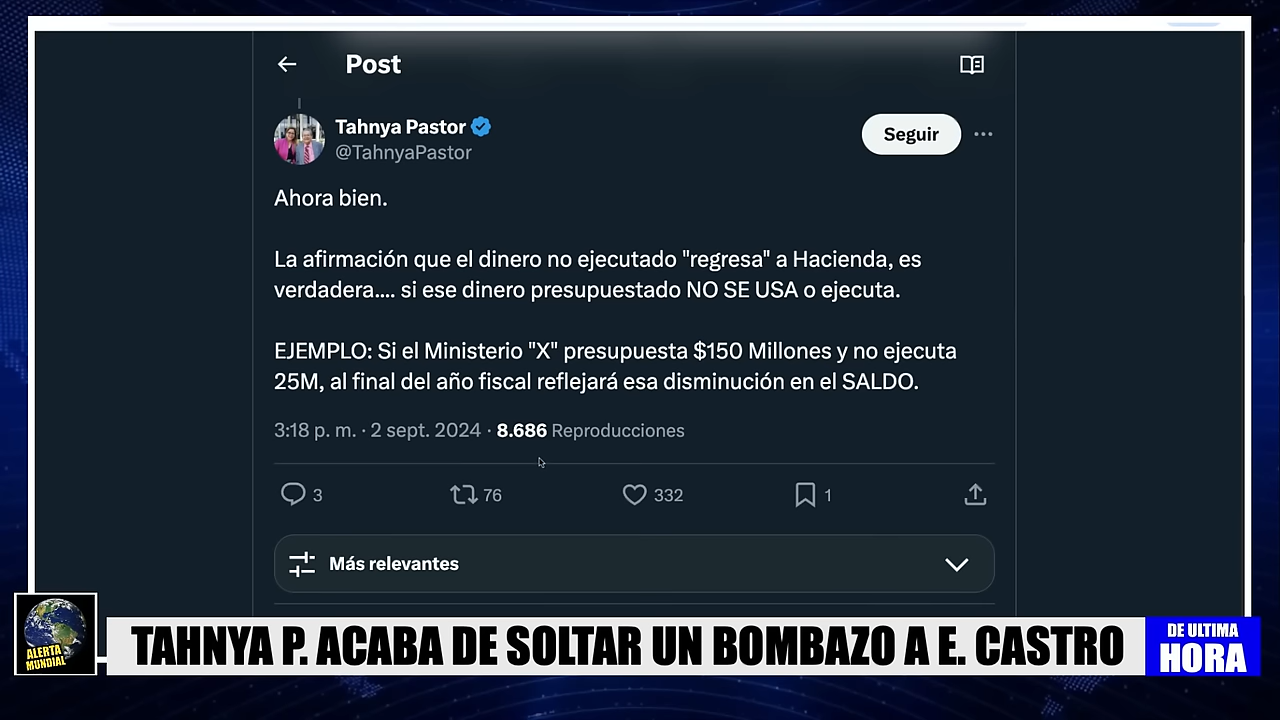 Post
Tahnya Pastor
@TahnyaPastor
Seguir
Ahora bien.
La afirmación que el dinero no ejecutado "regresa" a Hacienda, es
verdadera.... si ese dinero presupuestado NO SE USA o ejecuta.
EJEMPLO: Si el Ministerio "X" presupuesta $150 Millones y no ejecuta
25M, al final del año fiscal reflejará esa disminución en el SALDO.
3:18 p. m. · 2 sept. 2024 · 8.686 Reproducciones
3 76 332 1
Más relevantes
ALERTA
MUNDIAL
TAHNYA P. ACABA DE SOLTAR UN BOMBAZO A E. CASTRO
DE ULTIMA
HORA